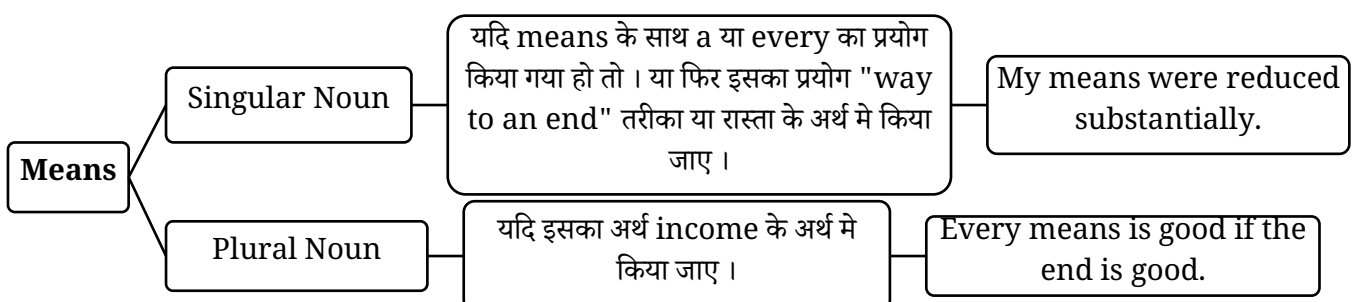 Means
Singular Noun
यदि means के साथ a या every का प्रयोग
किया गया हो तो । या फिर इसका प्रयोग "way
to an end" तरीका या रास्ता के अर्थ मे किया
जाए ।
My means were reduced
substantially.
Plural Noun
यदि इसका अर्थ income के अर्थ मे
किया जाए ।
Every means is good if the
end is good.